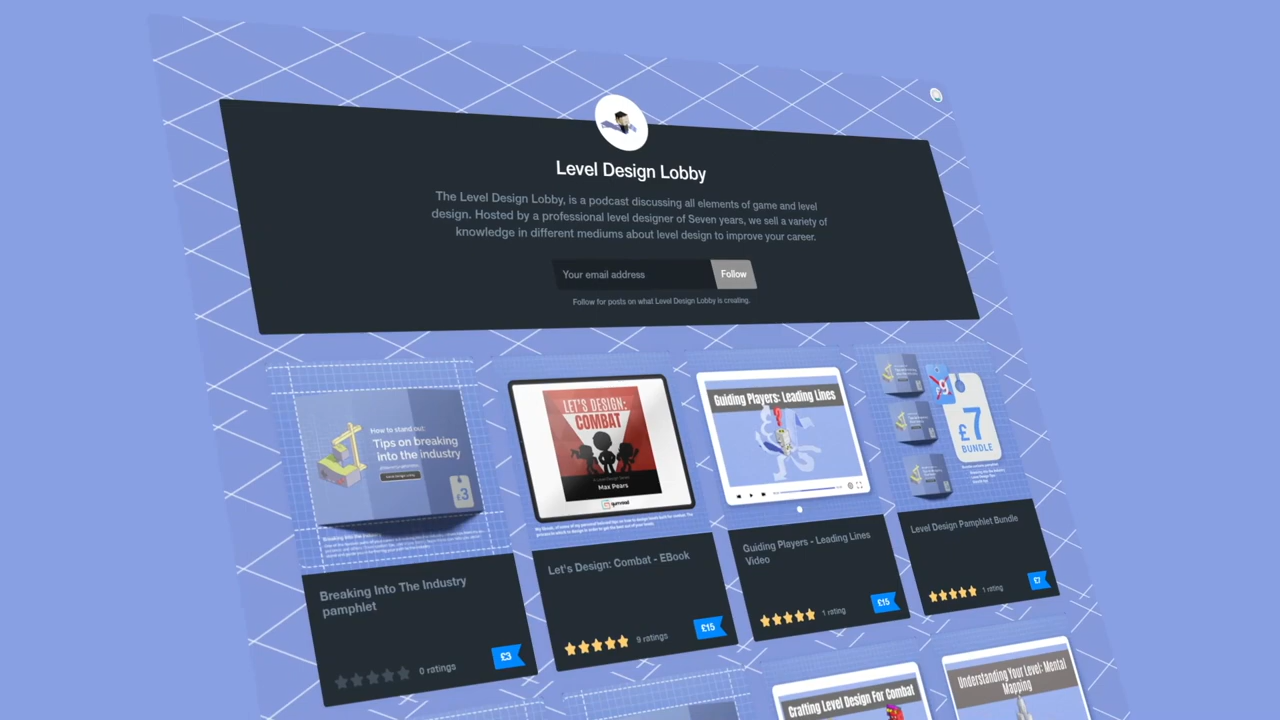 Level Design Lobby
The Level Design Lobby, is a podcast discussing all elements of game and level
design. Hosted by a professional level designer of Seven years, we sell a variety of
knowledge in different mediums about level design to improve your career.
Your email address
Follow
Follow for posts on what Level Design Lobby is creating.
How to stand out:
Tips on breaking
into the industry
£3
Breaking Into The Industry
pamphlet
0 ratings
£3
LET'S DESIGN:
COMBAT
Max Pears
gumroad
Let's Design: Combat - EBook
9 ratings
£15
Guiding Players: Leading Lines
Guiding Players - Leading Lines
Video
1 rating
£15
£7
BUNDLE
Level Design Pamphlet Bundle
1 rating
£7
Crafting Level Design For Combat
Understanding Your Level: Mental
Mapping